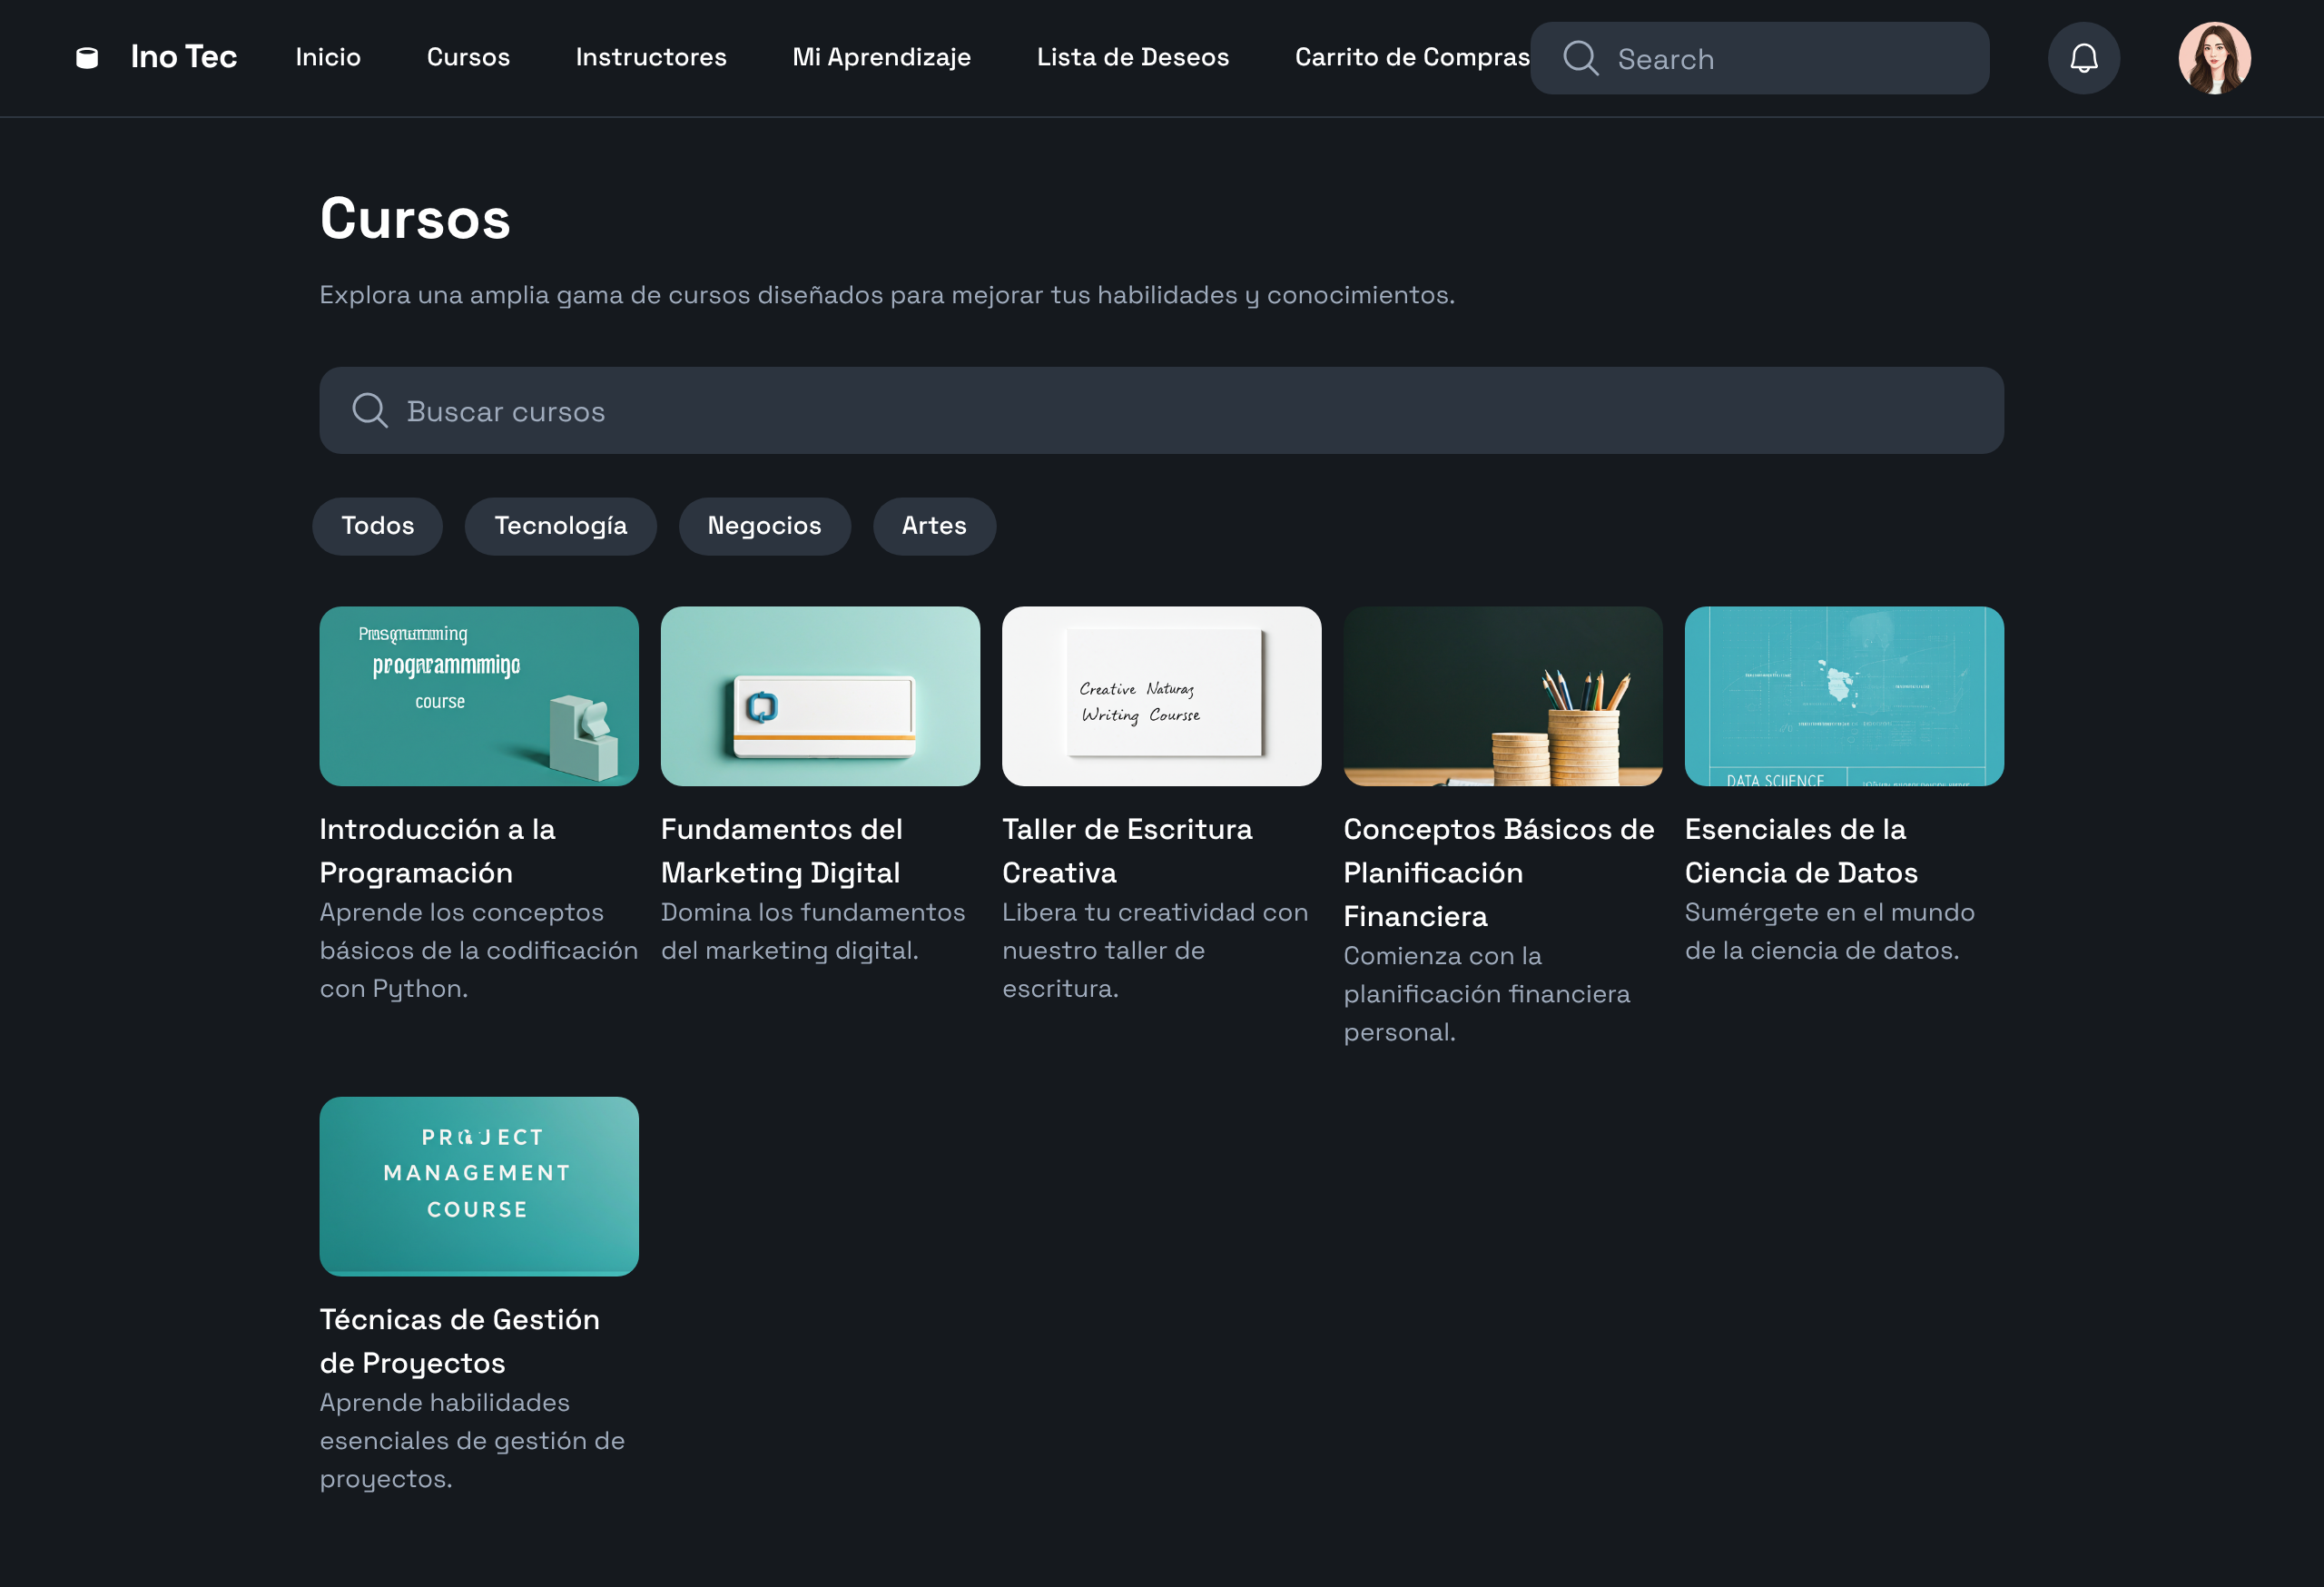 Ino Tec
Inicio
Cursos
Instructores
Mi Aprendizaje
Lista de Deseos
Carrito de Compras
Search
Cursos
Explora una amplia gama de cursos diseñados para mejorar tus habilidades y conocimientos.
Buscar cursos
Todos
Tecnología
Negocios
Artes
course
Creative Naturaz
Writing Coursse
DATA SCIIENCE
Introducción a la
Programación
Aprende los conceptos
básicos de la codificación
con Python.
Fundamentos del
Marketing Digital
Domina los fundamentos
del marketing digital.
Taller de Escritura
Creativa
Libera tu creatividad con
nuestro taller de
escritura.
Conceptos Básicos de
Planificación
Financiera
Comienza con la
planificación financiera
personal.
Esenciales de la
Ciencia de Datos
Sumérgete en el mundo
de la ciencia de datos.
MANAGEMENT
COURSE
Técnicas de Gestión
de Proyectos
Aprende habilidades
esenciales de gestión de
proyectos.